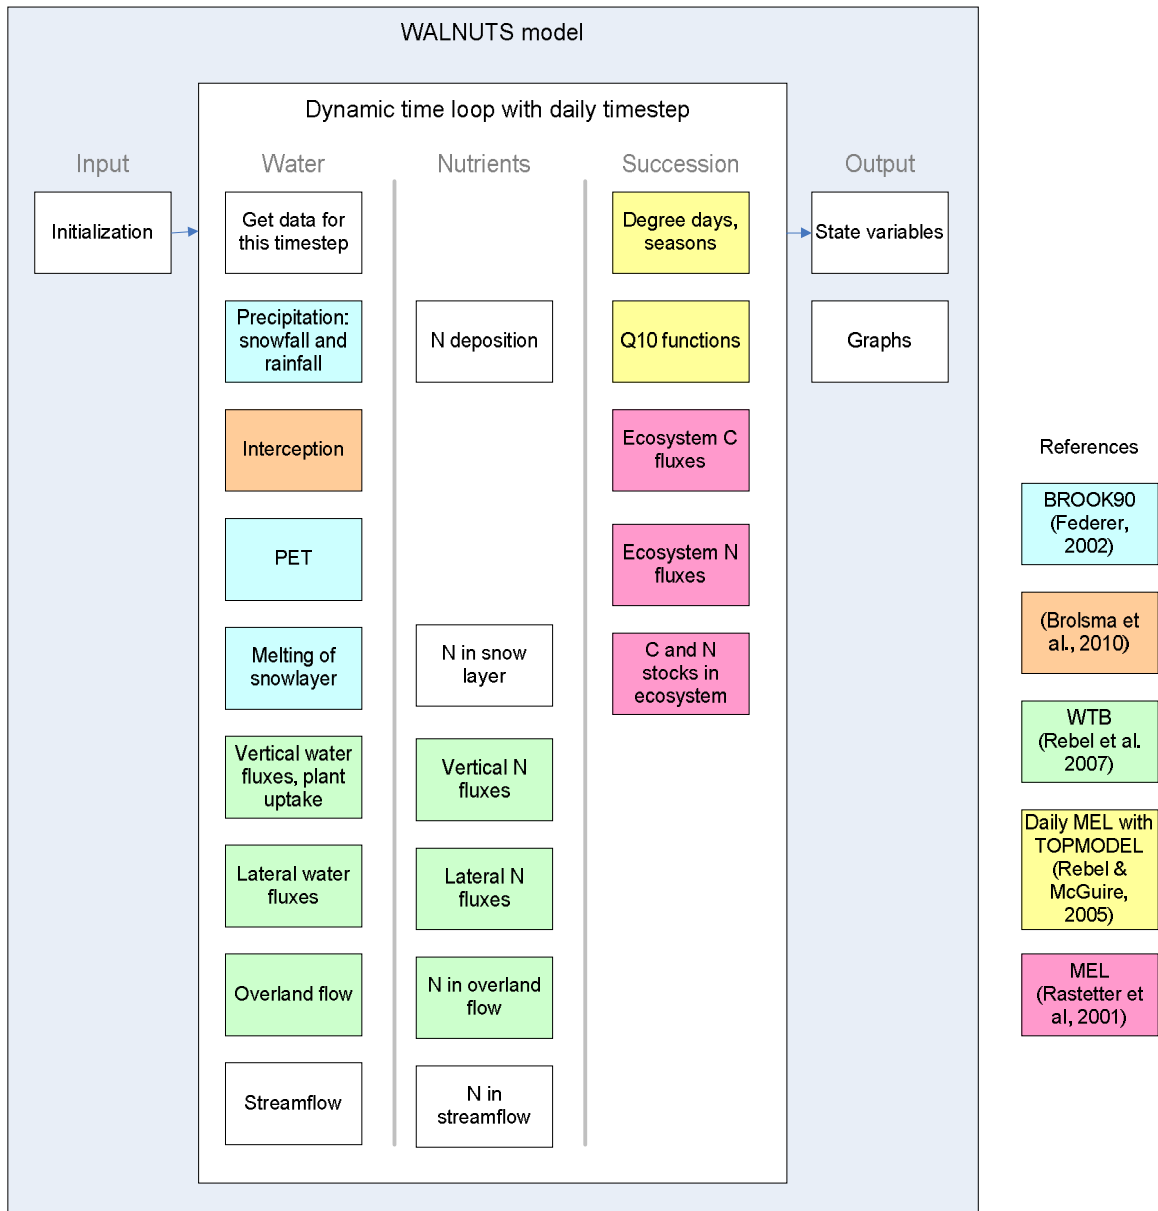 WALNUTS model
Dynamic time loop with daily timestep
Input
Water
Nutrients
Succession
Output
Initialization
Get data for
this timestep
Degree days,
seasons
State variables
Precipitation:
snowfall and
rainfall
N deposition
Q10 functions
Graphs
Interception
Ecosystem C
fluxes
PET
Ecosystem N
fluxes
Melting of
snowlayer
N in snow
layer
C and N
stocks in
ecosystem
Vertical water
fluxes, plant
uptake
Vertical N
fluxes
Lateral water
fluxes
Lateral N
fluxes
Overland flow
N in overland
flow
Streamflow
N in
streamflow
References
BROOK90
(Federer,
2002)
(Brolsma et
al., 2010)
WTB
(Rebel et al.
2007)
Daily MEL with
TOPMODEL
(Rebel &
McGuire,
2005)
MEL
(Rastetter et
al, 2001)